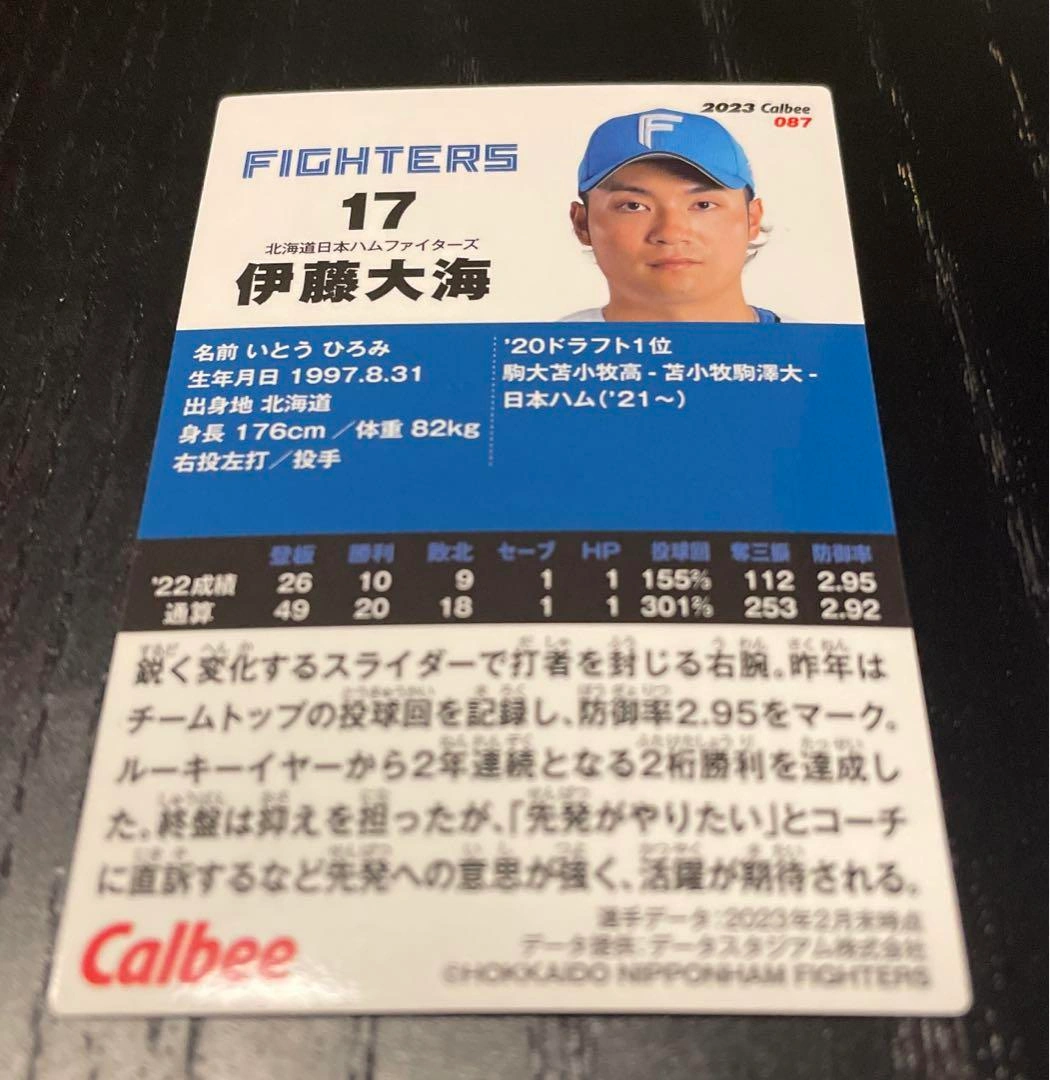 2023 Calbee
087
FIGHTERS
17
北海道日本ハムファイターズ
伊藤大海
名前 いとう ひろみ
生年月日 1997.8.31
出身地 北海道
身長 176cm／体重 82kg
右投左打／投手
'20ドラフト1位
駒大苫小牧高 - 苫小牧駒澤大 -
日本ハム('21〜)
登板 勝利 敗北 セーブ HP 投球回 奪三振 防御率
'22成績 26 10 9 1 1 155⅔ 112 2.95
通算 49 20 18 1 1 301⅔ 253 2.92
鋭く変化するスライダーで打者を封じる右腕。昨年は
チームトップの投球回を記録し、防御率2.95をマーク。
ルーキーイヤーから2年連続となる2桁勝利を達成し
た。終盤は抑えを担ったが、「先発がやりたい」とコーチ
に直訴するなど先発への意思が強く、活躍が期待される。
Calbee
選手データ：2023年2月末時点
データ提供：データスタジアム株式会社
©HOKKAIDO NIPPONHAM FIGHTERS